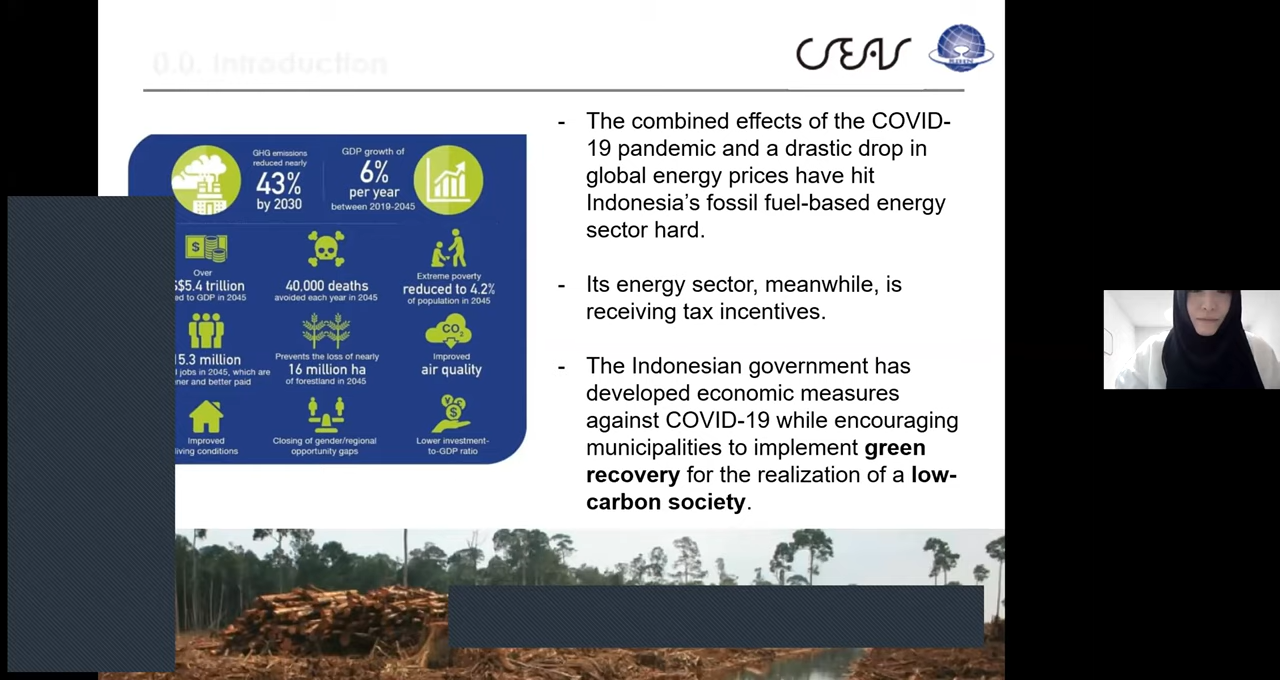 0.0. Introduction
CSEAS
GHG emissions
reduced nearly
43%
by 2030
GDP growth of
6%
per year
between 2019-2045
Over
$5.4 trillion
to GDP in 2045
40,000 deaths
avoided each year in 2045
Extreme poverty
reduced to 4.2%
of population in 2045
5.3 million
jobs in 2045, which are
and better paid
Prevents the loss of nearly
16 million ha
of forestland in 2045
Improved
air quality
Improved
living conditions
Closing of gender/regional
opportunity gaps
Lower investment-
to-GDP ratio
- The combined effects of the COVID-
19 pandemic and a drastic drop in
global energy prices have hit
Indonesia’s fossil fuel-based energy
sector hard.
- Its energy sector, meanwhile, is
receiving tax incentives.
- The Indonesian government has
developed economic measures
against COVID-19 while encouraging
municipalities to implement green
recovery for the realization of a low-
carbon society.